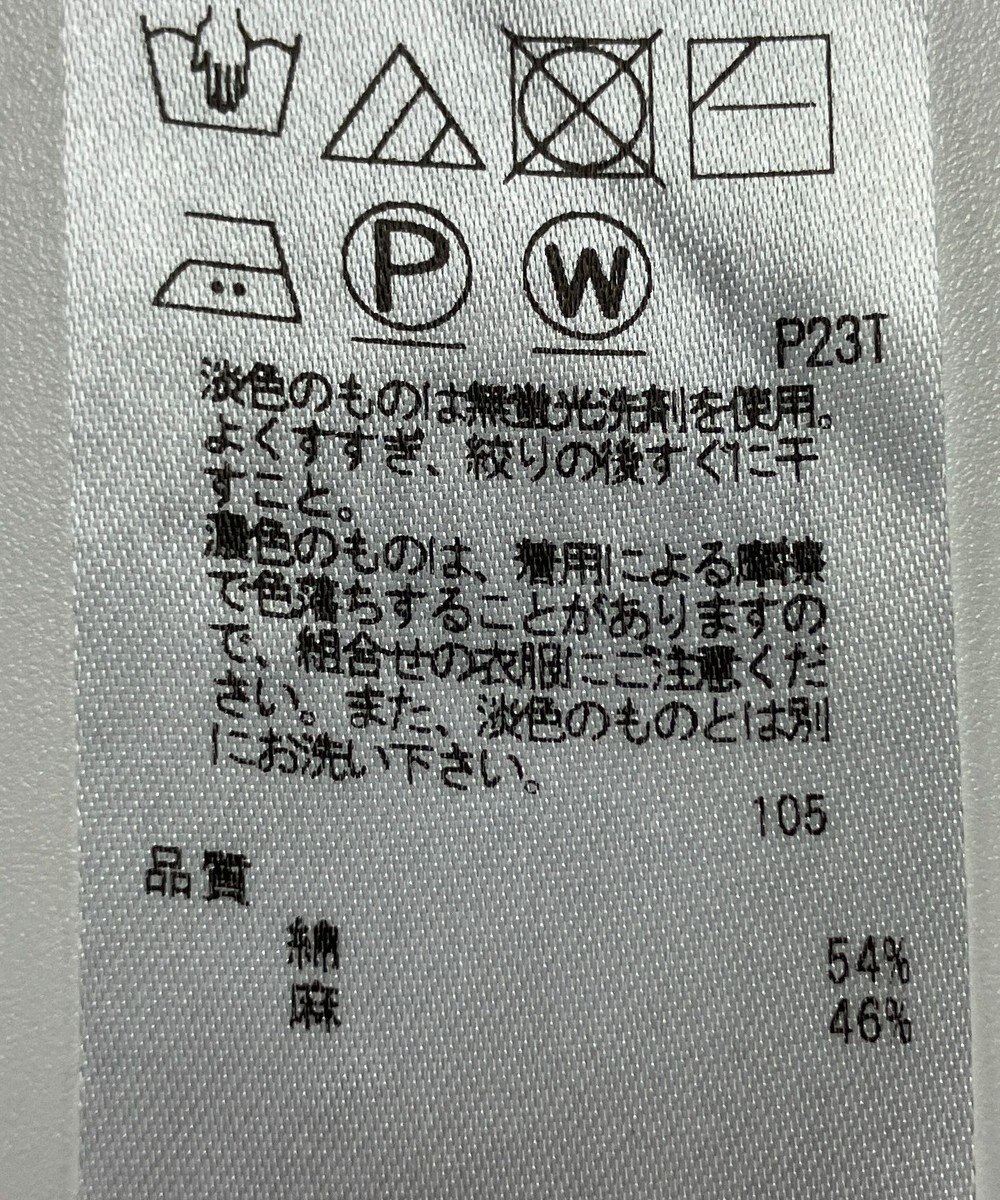 P W
P23T
淡色のものは無蛍光洗剤を使用。
よくすすぎ、絞りの後すぐに干
すこと。
濃色のものは、着用による摩擦
で色落ちすることがありますの
で、組合せの衣服にご注意くだ
さい。また、淡色のものとは別
にお洗い下さい。
105
品質
綿 54%
麻 46%